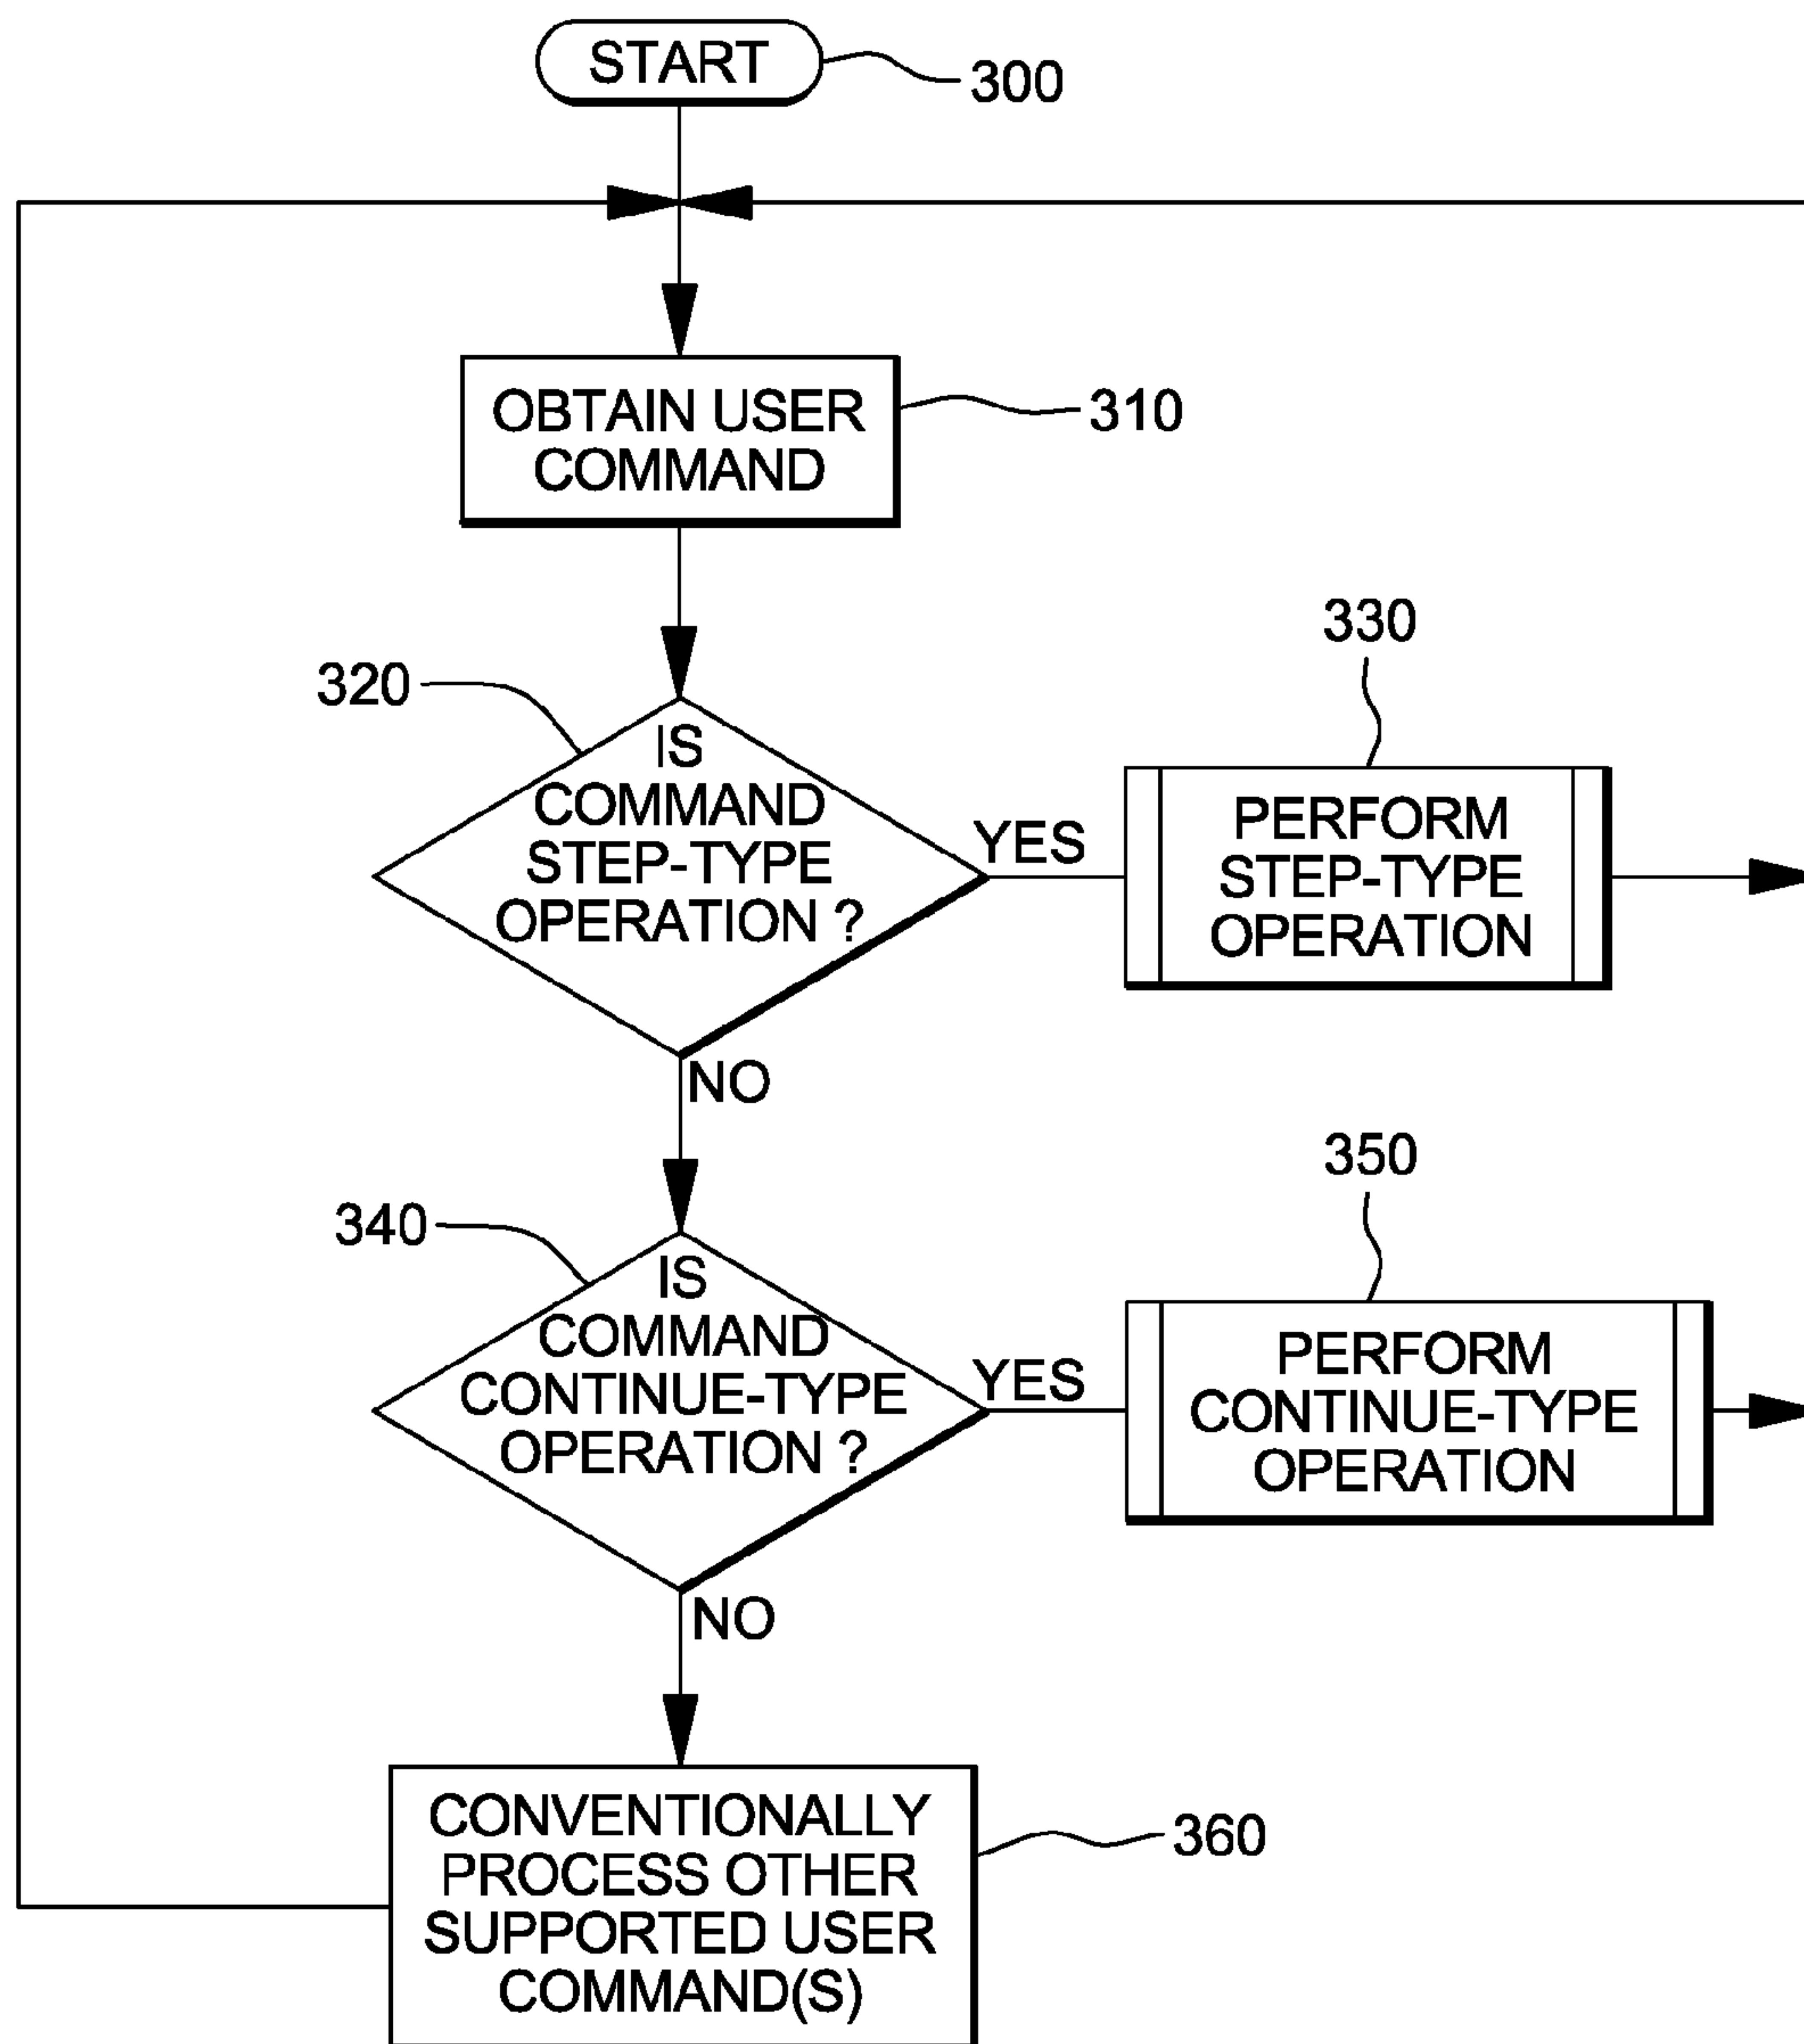 START
300
OBTAIN USER
COMMAND
310
320
IS
COMMAND
STEP-TYPE
OPERATION ?
YES
330
PERFORM
STEP-TYPE
OPERATION
NO
340
IS
COMMAND
CONTINUE-TYPE
OPERATION ?
YES
350
PERFORM
CONTINUE-TYPE
OPERATION
NO
CONVENTIONALLY
PROCESS OTHER
SUPPORTED USER
COMMAND(S)
360